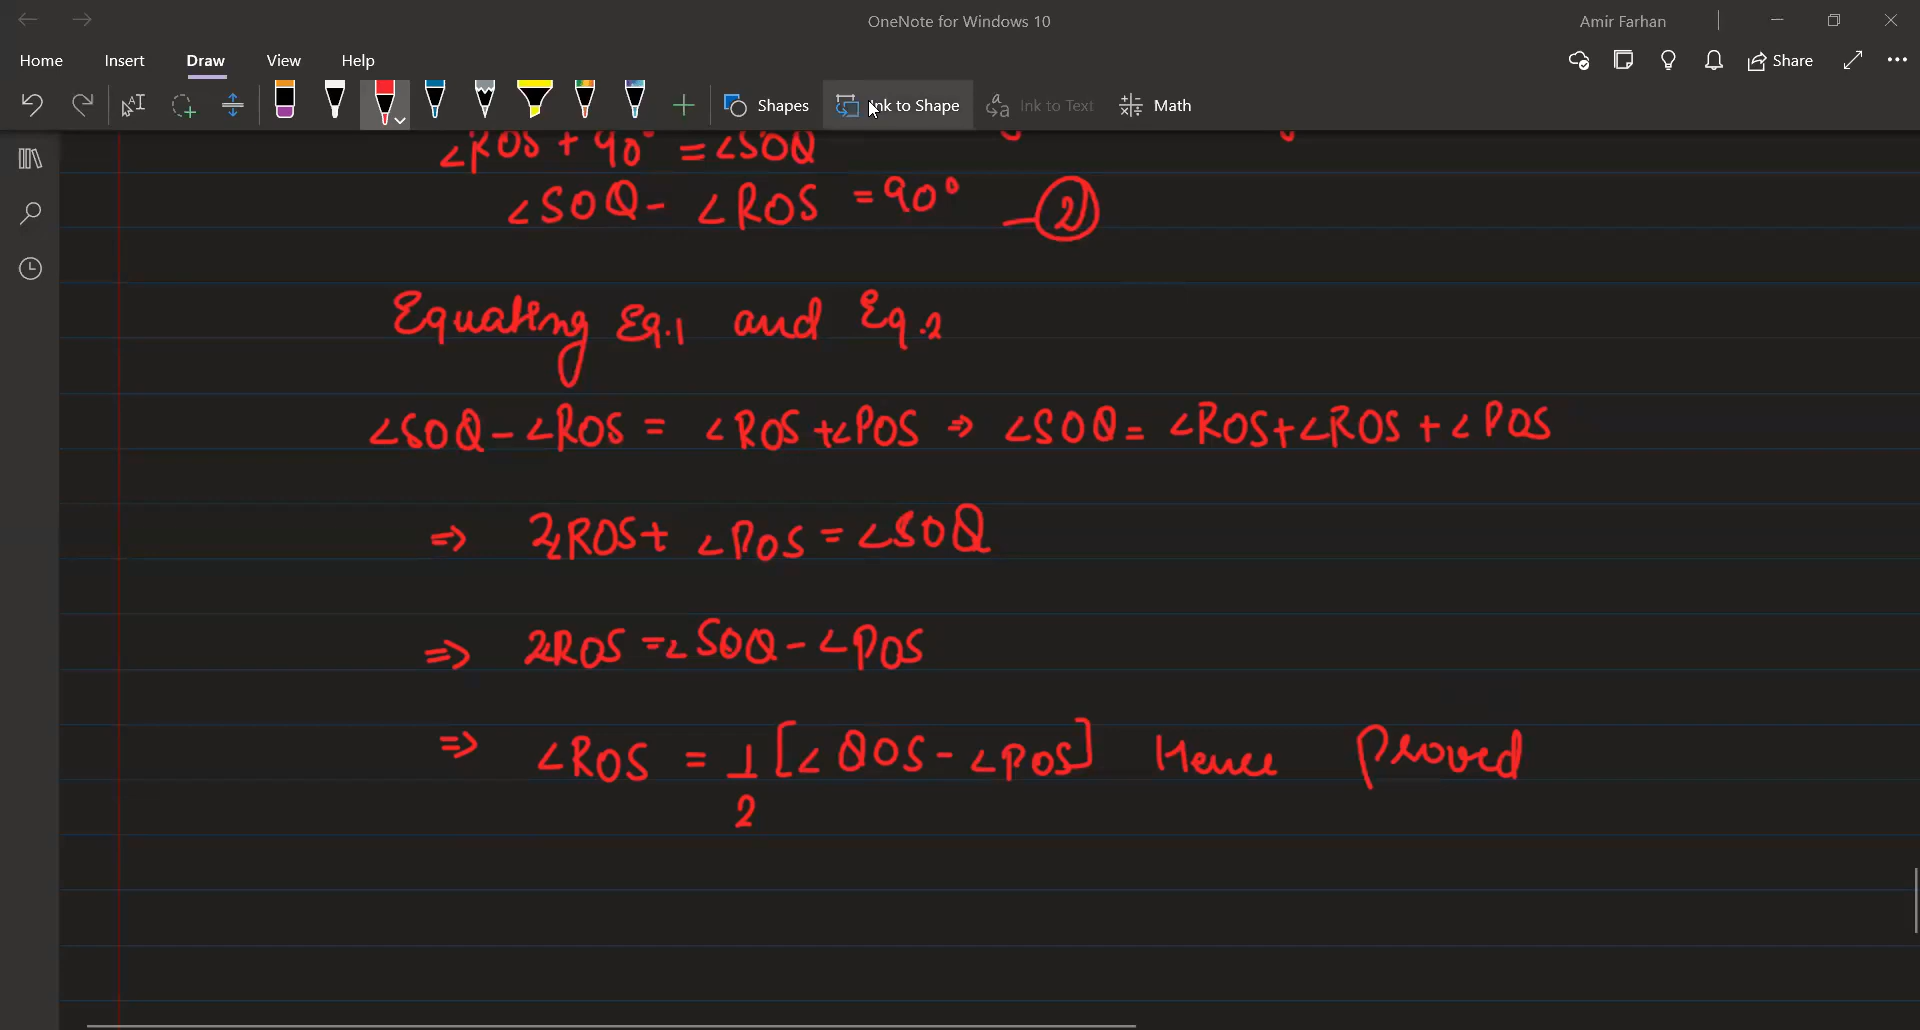 OneNote for Windows 10
Amir Farhan
Home Insert Draw View Help
Share
Shapes Ink to Shape Ink to Text Math
∠ROS + 90° = ∠SOQ
∠SOQ - ∠ROS = 90° —②
Equating Eq.1 and Eq.2
∠SOQ - ∠ROS = ∠ROS + ∠POS ⇒ ∠SOQ = ∠ROS + ∠ROS + ∠POS
⇒ 2∠ROS + ∠POS = ∠SOQ
⇒ 2ROS = ∠SOQ - ∠POS
⇒ ∠ROS = 1/2 [∠QOS - ∠POS] Hence Proved